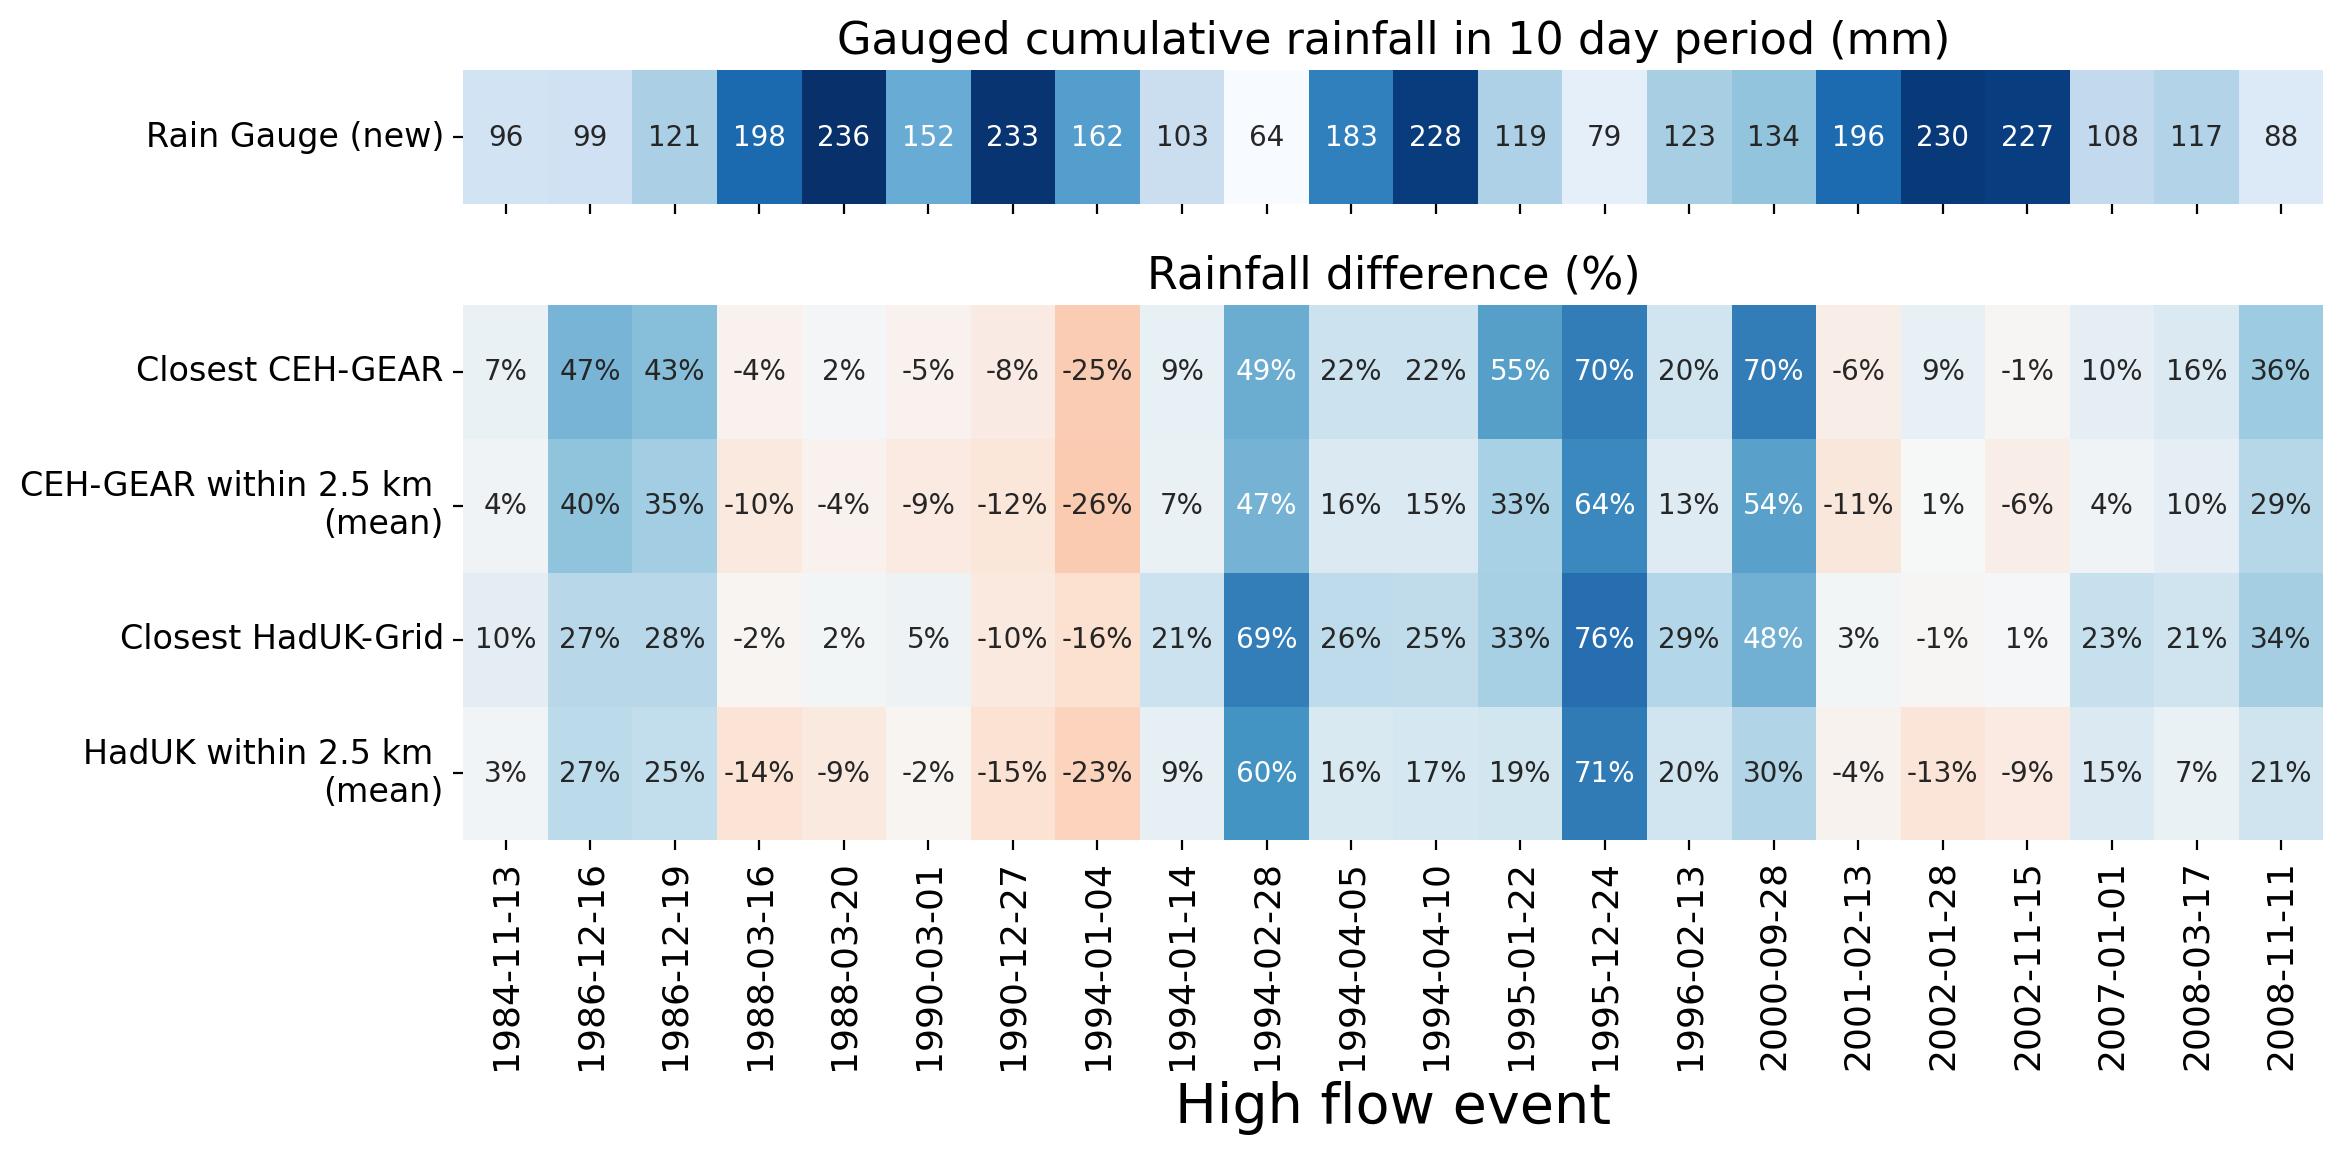 Gauged cumulative rainfall in 10 day period (mm)
Rain Gauge (new) 96 99 121 198 236 152 233 162 103 64 183 228 119 79 123 134 196 230 227 108 117 88
Rainfall difference (%)
Closest CEH-GEAR 7% 47% 43% -4% 2% -5% -8% -25% 9% 49% 22% 22% 55% 70% 20% 70% -6% 9% -1% 10% 16% 36%
CEH-GEAR within 2.5 km
(mean) 4% 40% 35% -10% -4% -9% -12% -26% 7% 47% 16% 15% 33% 64% 13% 54% -11% 1% -6% 4% 10% 29%
Closest HadUK-Grid 10% 27% 28% -2% 2% 5% -10% -16% 21% 69% 26% 25% 33% 76% 29% 48% 3% -1% 1% 23% 21% 34%
HadUK within 2.5 km
(mean) 3% 27% 25% -14% -9% -2% -15% -23% 9% 60% 16% 17% 19% 71% 20% 30% -4% -13% -9% 15% 7% 21%
1984-11-13
1986-12-16
1986-12-19
1988-03-16
1988-03-20
1990-03-01
1990-12-27
1994-01-04
1994-01-14
1994-02-28
1994-04-05
1994-04-10
1995-01-22
1995-12-24
1996-02-13
2000-09-28
2001-02-13
2002-01-28
2002-11-15
2007-01-01
2008-03-17
2008-11-11
High flow event